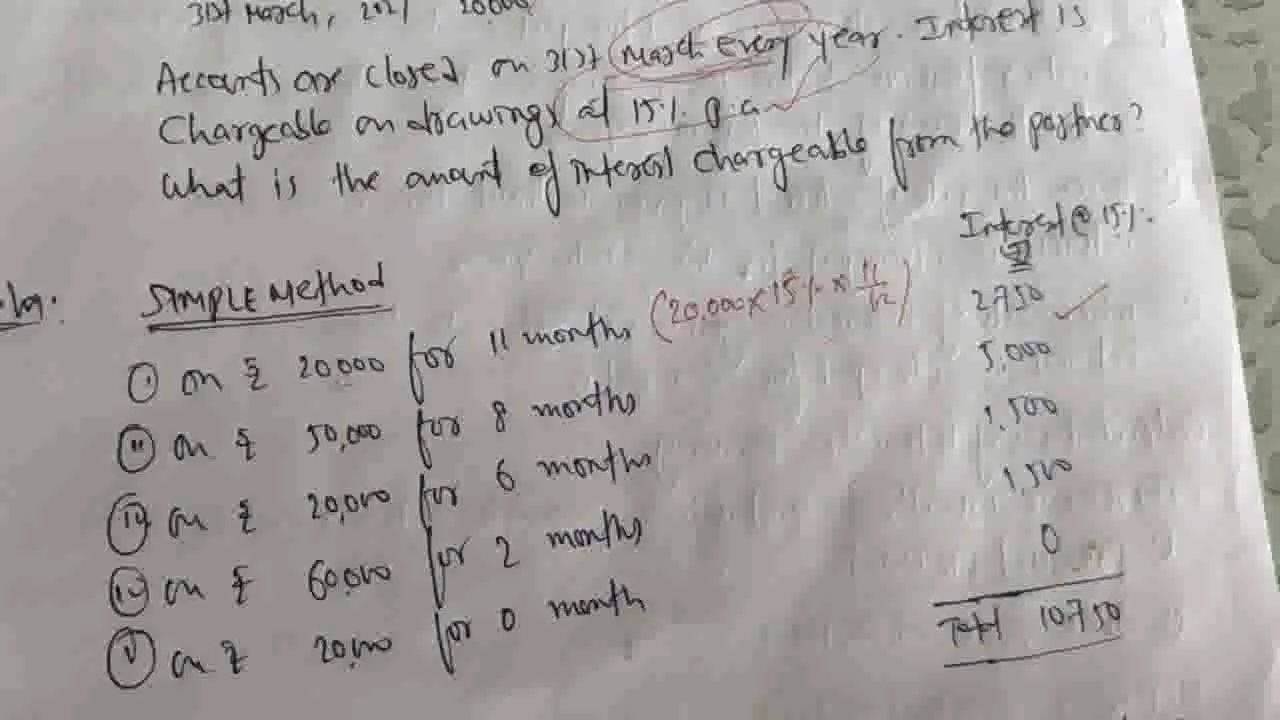 31st March, 2021 20000
Accants are closed on 31st March every year. Interest is
Chargeable on drawings at 15% p.a
What is the amant of interest chargeable from the partner?
Interest @ 15%.
SIMPLE Method
(i) on ₹ 20,000 for 11 months (20,000×15%×11/12) 2,750
(ii) on ₹ 50,000 for 8 months 5,000
(iii) on ₹ 20,000 for 6 months 1,500
(iv) on ₹ 60,000 for 2 months 1,500
(v) on ₹ 20,000 for 0 month 0
Total 10,750